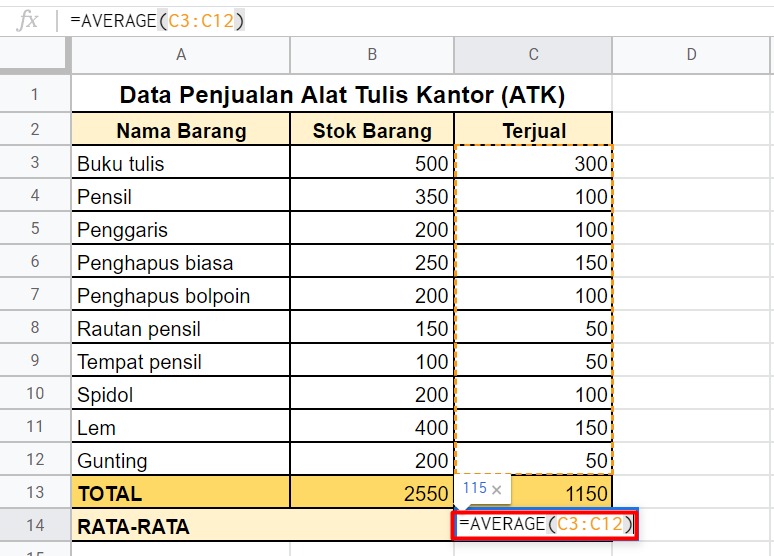 fx =AVERAGE(C3:C12)
A B C D
1 Data Penjualan Alat Tulis Kantor (ATK)
2 Nama Barang Stok Barang Terjual
3 Buku tulis 500 300
4 Pensil 350 100
5 Penggaris 200 100
6 Penghapus biasa 250 150
7 Penghapus bolpoin 200 100
8 Rautan pensil 150 50
9 Tempat pensil 100 50
10 Spidol 200 100
11 Lem 400 150
12 Gunting 200 50
13 TOTAL 2550 115 × 1150
14 RATA-RATA =AVERAGE(C3:C12)